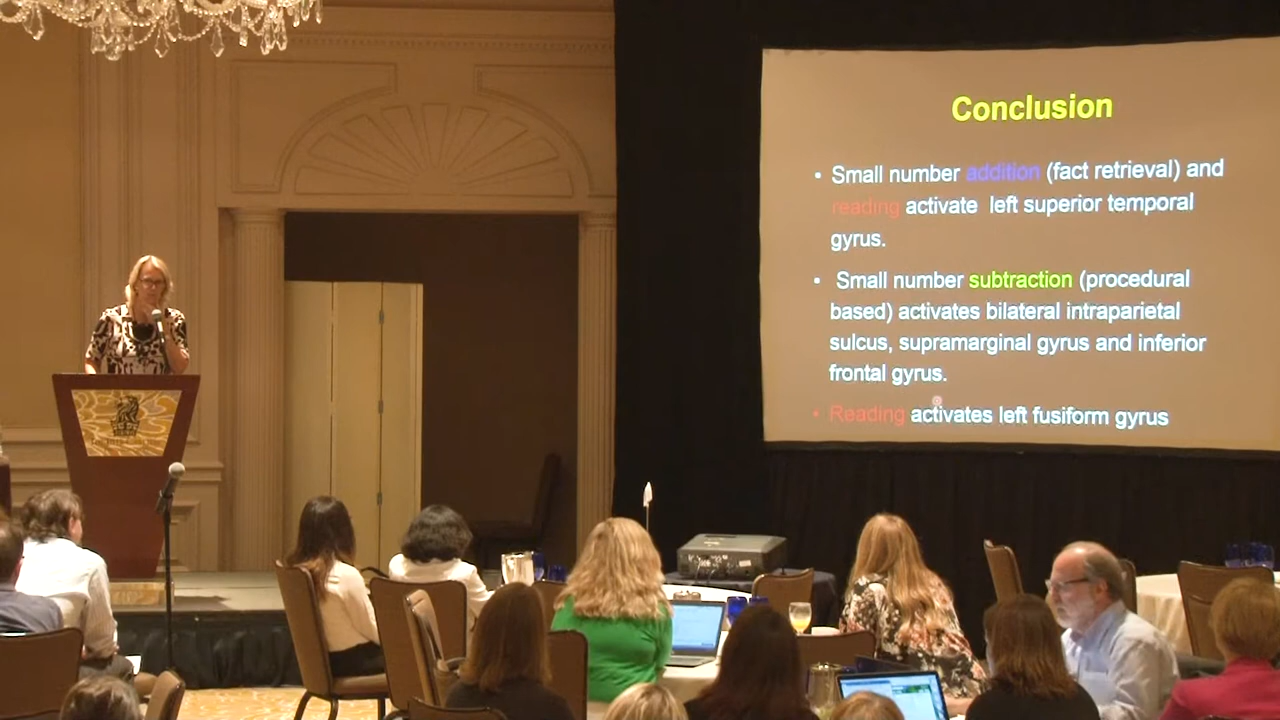 Conclusion
• Small number addition (fact retrieval) and
reading activate left superior temporal
gyrus.
• Small number subtraction (procedural
based) activates bilateral intraparietal
sulcus, supramarginal gyrus and inferior
frontal gyrus.
• Reading activates left fusiform gyrus